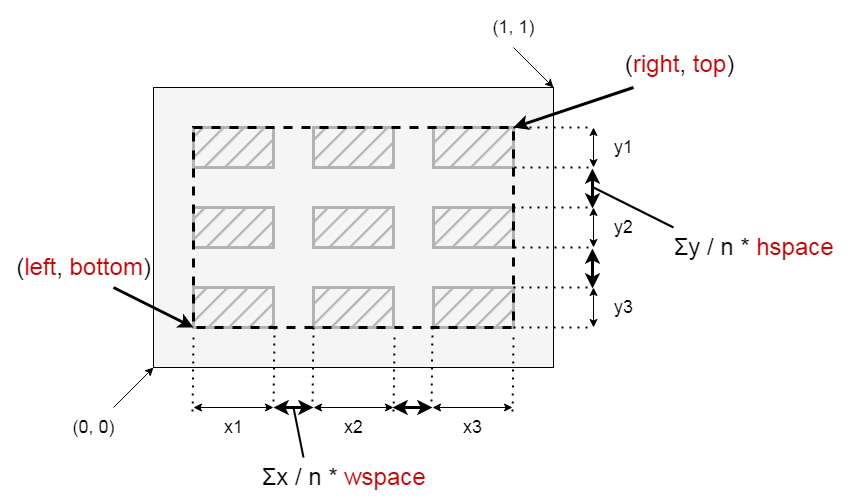 (1, 1)
(right, top)
y1
y2
Σy / n * hspace
(left, bottom)
y3
(0, 0)
x1
x2
x3
Σx / n * wspace